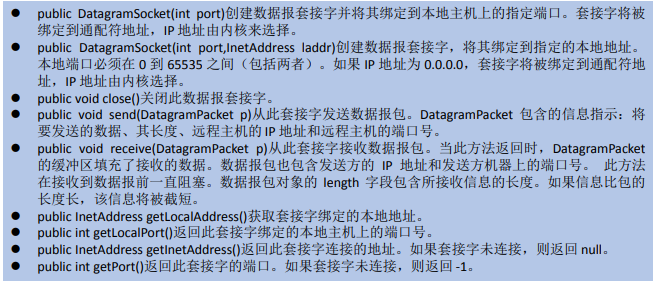 ● public DatagramSocket(int port)创建数据报套接字并将其绑定到本地主机上的指定端口。套接字将被
绑定到通配符地址，IP 地址由内核来选择。
● public DatagramSocket(int port,InetAddress laddr)创建数据报套接字，将其绑定到指定的本地地址。
本地端口必须在 0 到 65535 之间（包括两者）。如果 IP 地址为 0.0.0.0，套接字将被绑定到通配符地
址，IP 地址由内核选择。
● public void close()关闭此数据报套接字。
● public void send(DatagramPacket p)从此套接字发送数据报包。DatagramPacket 包含的信息指示：将
要发送的数据、其长度、远程主机的 IP 地址和远程主机的端口号。
● public void receive(DatagramPacket p)从此套接字接收数据报包。当此方法返回时，DatagramPacket
的缓冲区填充了接收的数据。数据报包也包含发送方的 IP 地址和发送方机器上的端口号。 此方法
在接收到数据报前一直阻塞。数据报包对象的 length 字段包含所接收信息的长度。如果信息比包的
长度长，该信息将被截短。
● public InetAddress getLocalAddress()获取套接字绑定的本地地址。
● public int getLocalPort()返回此套接字绑定的本地主机上的端口号。
● public InetAddress getInetAddress()返回此套接字连接的地址。如果套接字未连接，则返回 null。
● public int getPort()返回此套接字的端口。如果套接字未连接，则返回 -1。